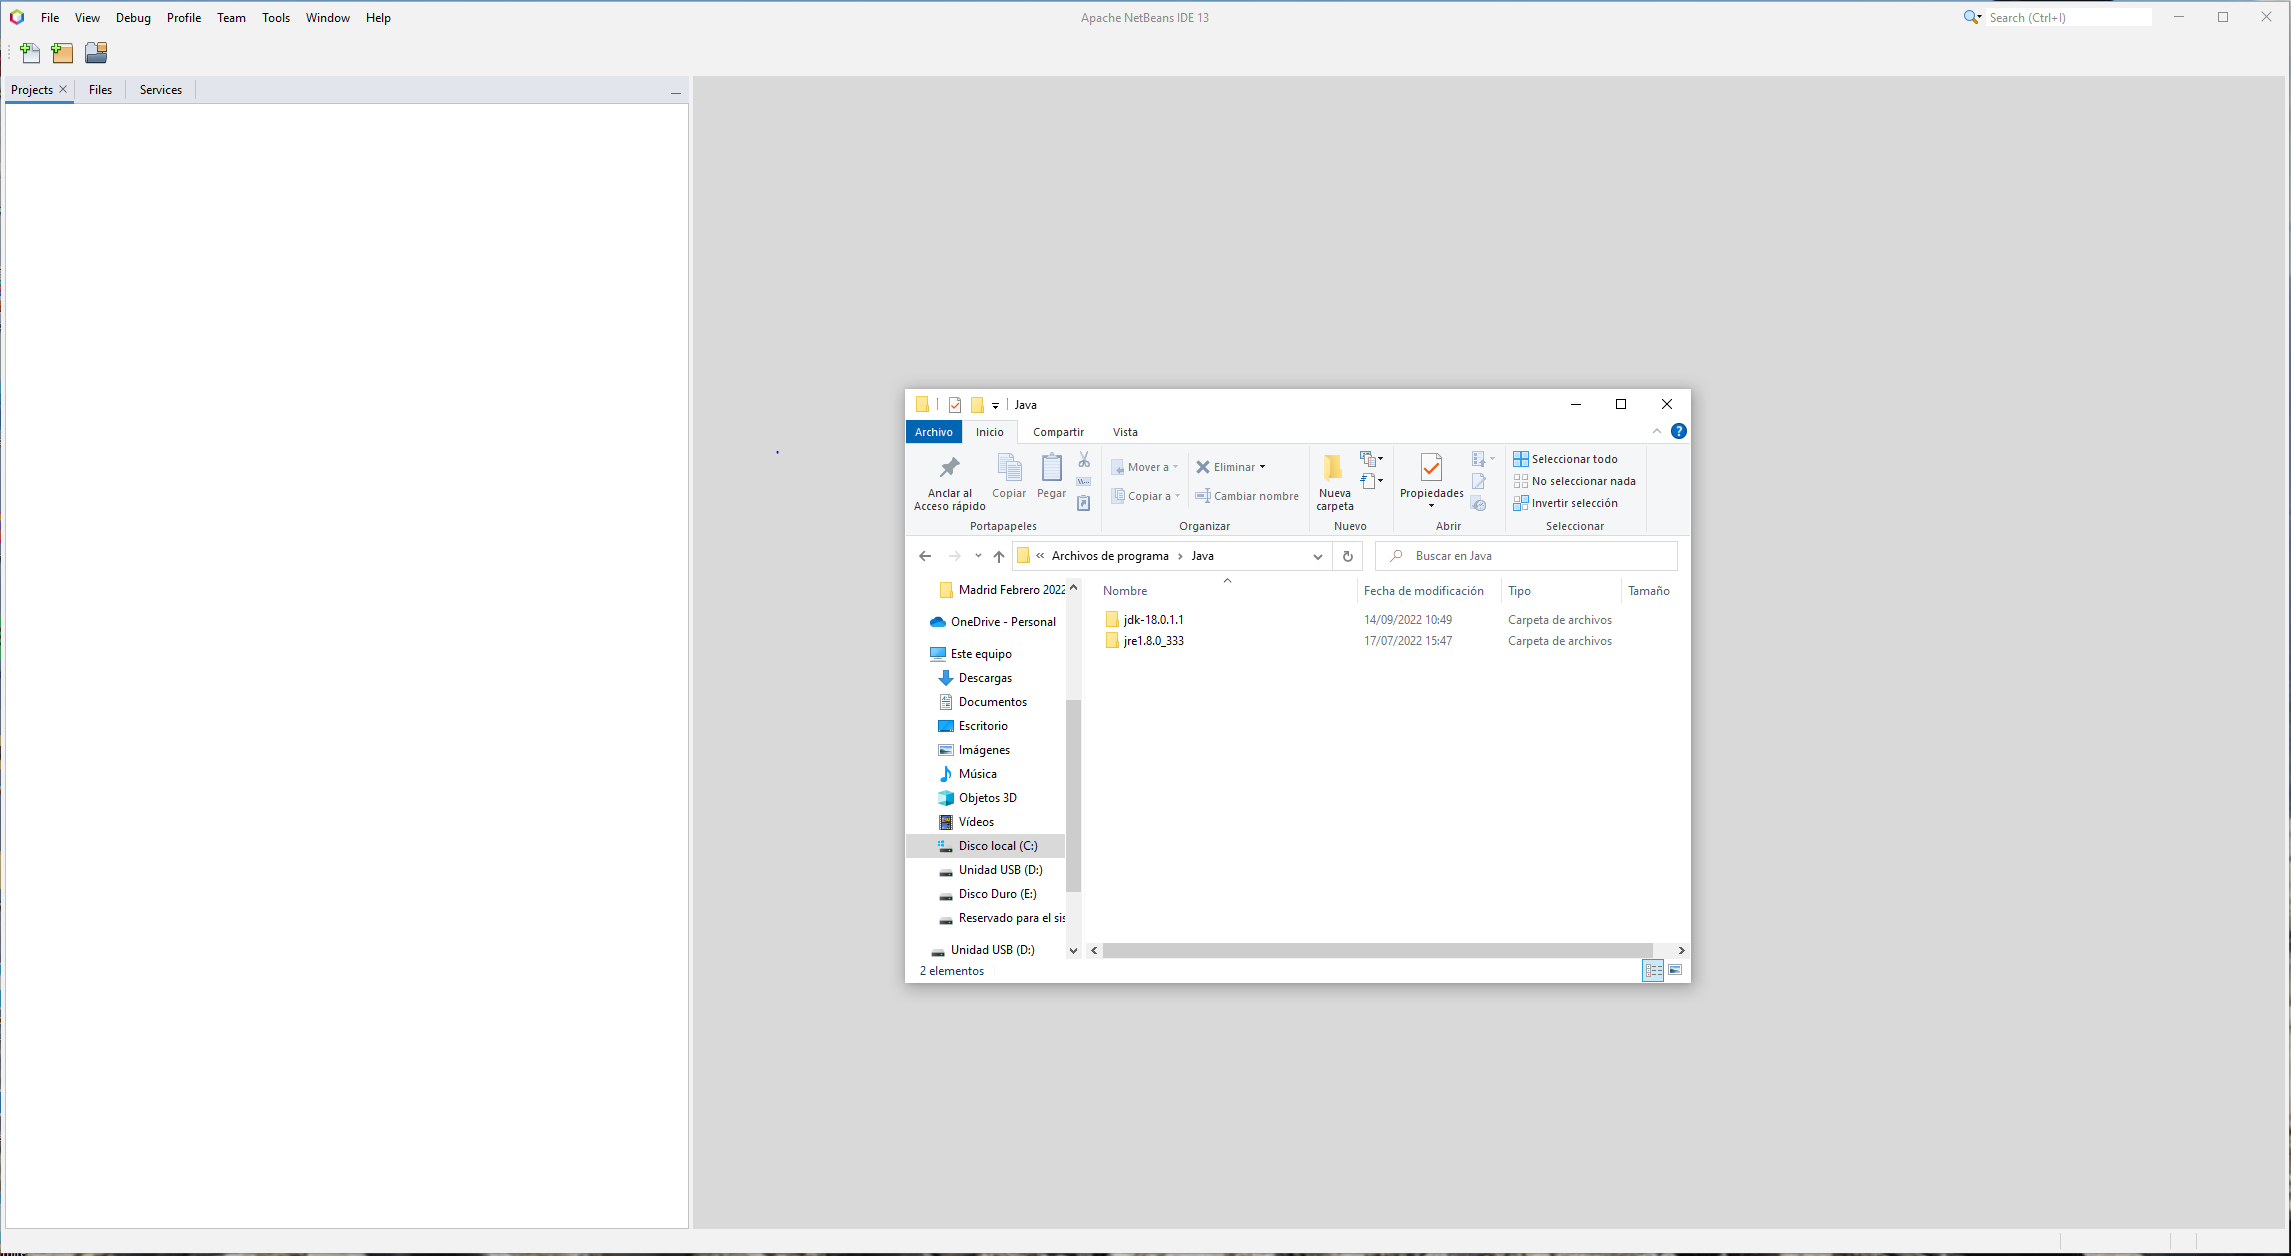 File View Debug Profile Team Tools Window Help
Apache NetBeans IDE 13
Search (Ctrl+I)
Projects Files Services
Java
Archivo Inicio Compartir Vista
Anclar al Acceso rápido
Copiar
Pegar
Portapapeles
Mover a
Copiar a
Eliminar
Cambiar nombre
Organizar
Nueva carpeta
Nuevo
Propiedades
Abrir
Seleccionar todo
No seleccionar nada
Invertir selección
Seleccionar
« Archivos de programa › Java
Buscar en Java
Madrid Febrero 2022
OneDrive - Personal
Este equipo
Descargas
Documentos
Escritorio
Imágenes
Música
Objetos 3D
Vídeos
Disco local (C:)
Unidad USB (D:)
Disco Duro (E:)
Reservado para el sis
Unidad USB (D:)
Nombre Fecha de modificación Tipo Tamaño
jdk-18.0.1.1 14/09/2022 10:49 Carpeta de archivos
jre1.8.0_333 17/07/2022 15:47 Carpeta de archivos
2 elementos